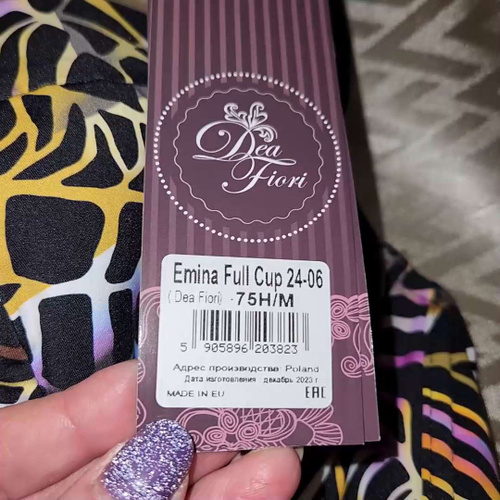 Dea
Fiori
Emina Full Cup 24-06
( Dea Fiori) - 75H/M
5 905896 203823
Адрес производства: Poland
Дата изготовления : декабрь 2023 г
MADE IN EU EAC